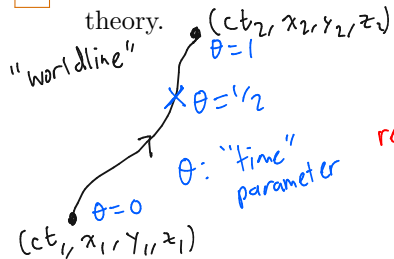 theory.
(ct₂, x₂, y₂, z₂)
θ=1
"worldline"
θ=1/2
θ: "time"
parameter
θ=0
(ct₁, x₁, y₁, z₁)